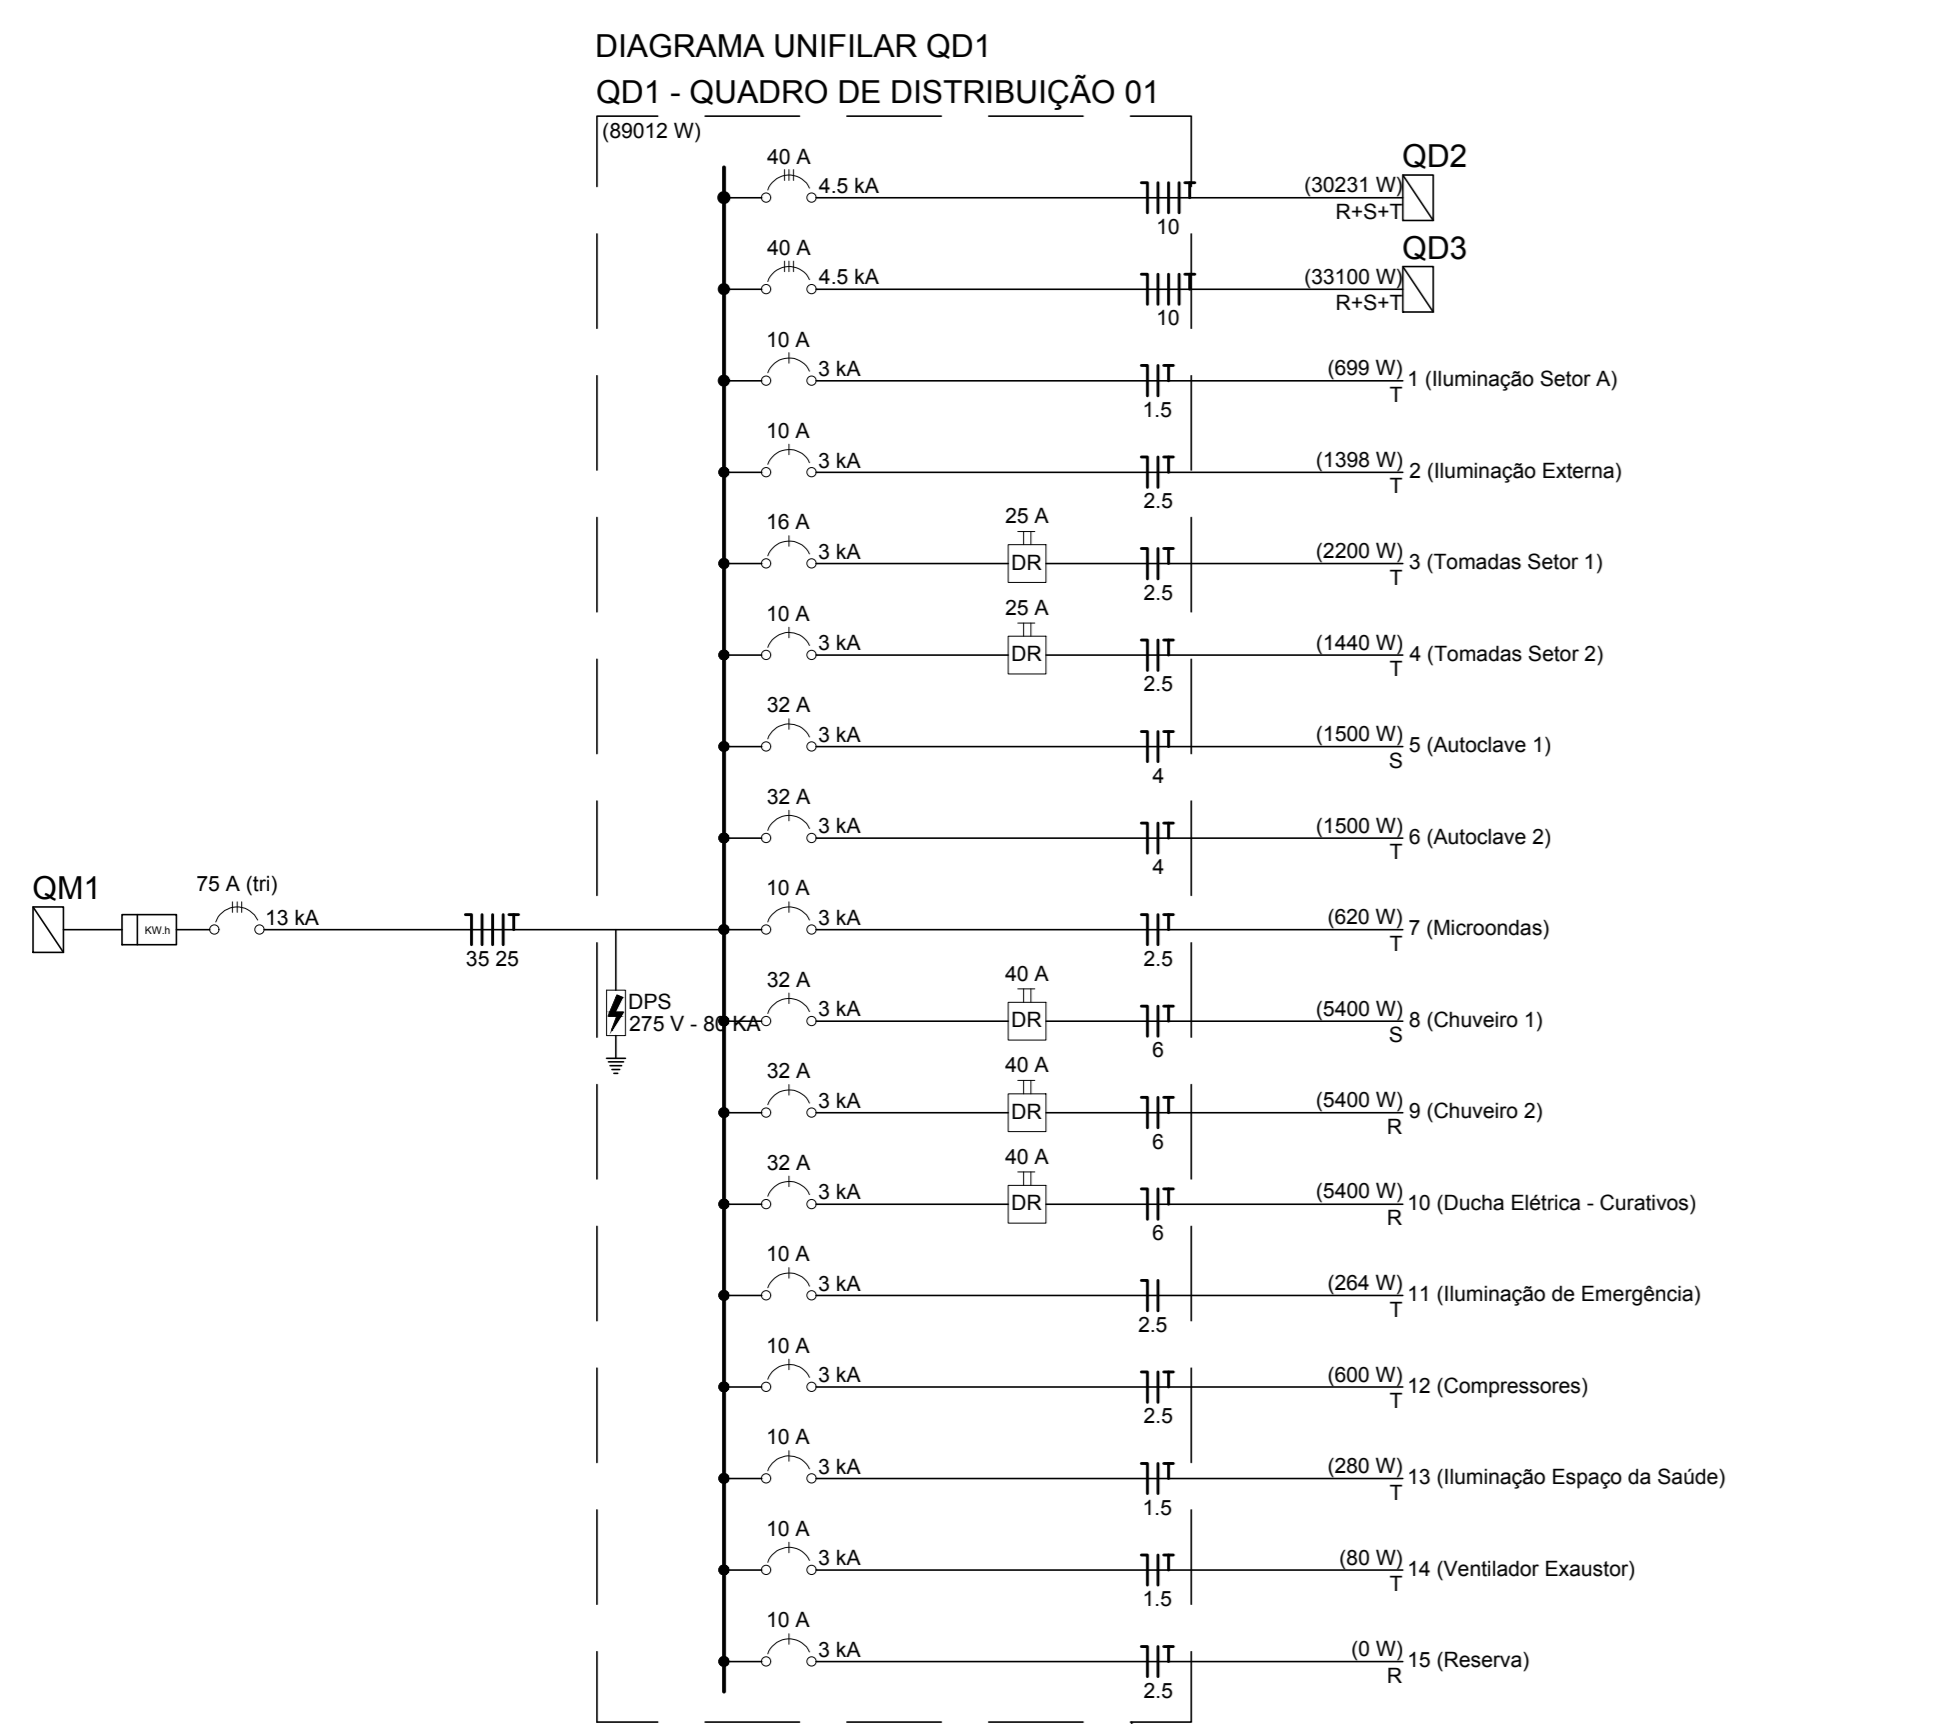 DIAGRAMA UNIFILAR QD1
QD1 - QUADRO DE DISTRIBUIÇÃO 01
(89012 W)
40 A
4.5 kA
10
(30231 W)
R+S+T
QD2
40 A
4.5 kA
10
(33100 W)
R+S+T
QD3
10 A
3 kA
1.5
(699 W)
T
1 (Iluminação Setor A)
10 A
3 kA
2.5
(1398 W)
T
2 (Iluminação Externa)
16 A
3 kA
25 A
DR
2.5
(2200 W)
T
3 (Tomadas Setor 1)
10 A
3 kA
25 A
DR
2.5
(1440 W)
T
4 (Tomadas Setor 2)
32 A
3 kA
4
(1500 W)
S
5 (Autoclave 1)
32 A
3 kA
4
(1500 W)
T
6 (Autoclave 2)
QM1
KW.h
75 A (tri)
13 kA
35 25
DPS
275 V - 80 KA
10 A
3 kA
2.5
(620 W)
T
7 (Microondas)
32 A
3 kA
40 A
DR
6
(5400 W)
S
8 (Chuveiro 1)
32 A
3 kA
40 A
DR
6
(5400 W)
R
9 (Chuveiro 2)
32 A
3 kA
40 A
DR
6
(5400 W)
R
10 (Ducha Elétrica - Curativos)
10 A
3 kA
2.5
(264 W)
T
11 (Iluminação de Emergência)
10 A
3 kA
2.5
(600 W)
T
12 (Compressores)
10 A
3 kA
1.5
(280 W)
T
13 (Iluminação Espaço da Saúde)
10 A
3 kA
1.5
(80 W)
T
14 (Ventilador Exaustor)
10 A
3 kA
2.5
(0 W)
R
15 (Reserva)